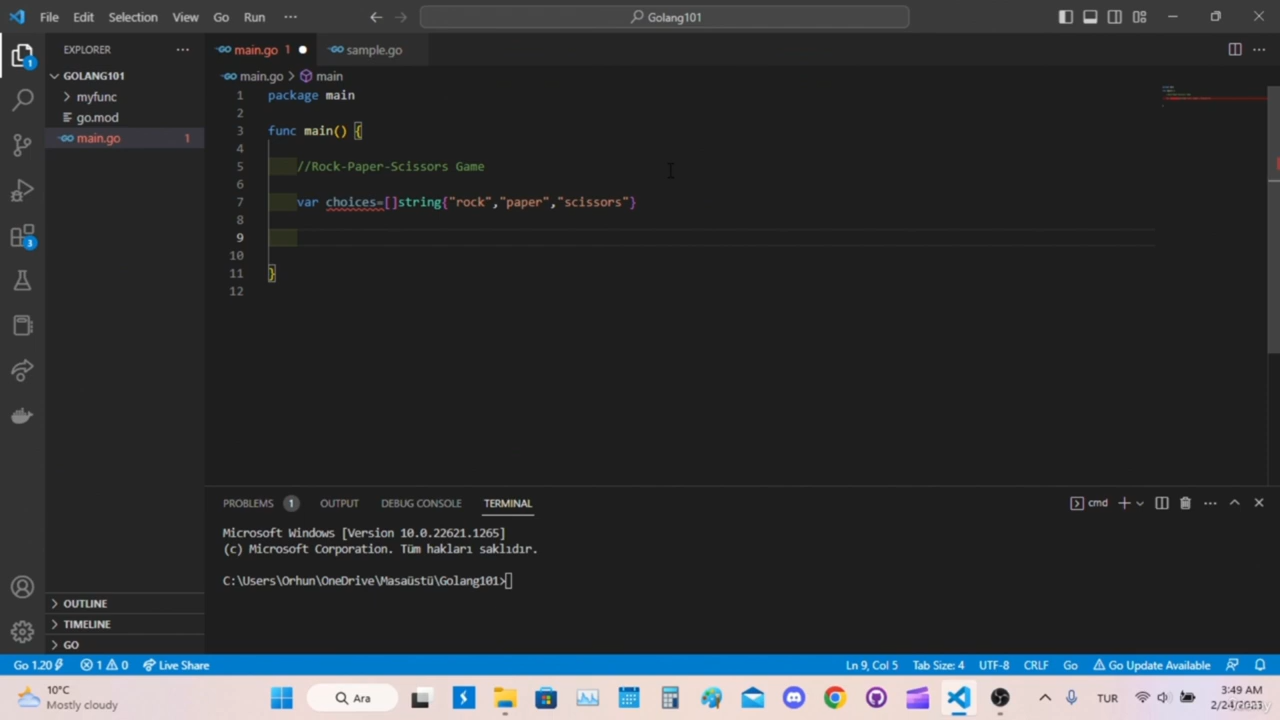 File Edit Selection View Go Run ··· Golang101
EXPLORER ···
main.go 1 sample.go
GOLANG101
myfunc
go.mod
main.go 1
main.go > main
1 package main
2
3 func main() {
4
5 //Rock-Paper-Scissors Game
6
7 var choices=[]string{"rock","paper","scissors"}
8
9
10
11 }
12
1
3
PROBLEMS 1 OUTPUT DEBUG CONSOLE TERMINAL cmd
Microsoft Windows [Version 10.0.22621.1265]
(c) Microsoft Corporation. Tüm hakları saklıdır.
C:\Users\Orhun\OneDrive\Masaüstü\Golang101>
OUTLINE
TIMELINE
GO
Go 1.20 1 0 Live Share Ln 9, Col 5 Tab Size: 4 UTF-8 CRLF Go Go Update Available
10°C
Mostly cloudy
Ara
TUR
3:49 AM
2/24/2023